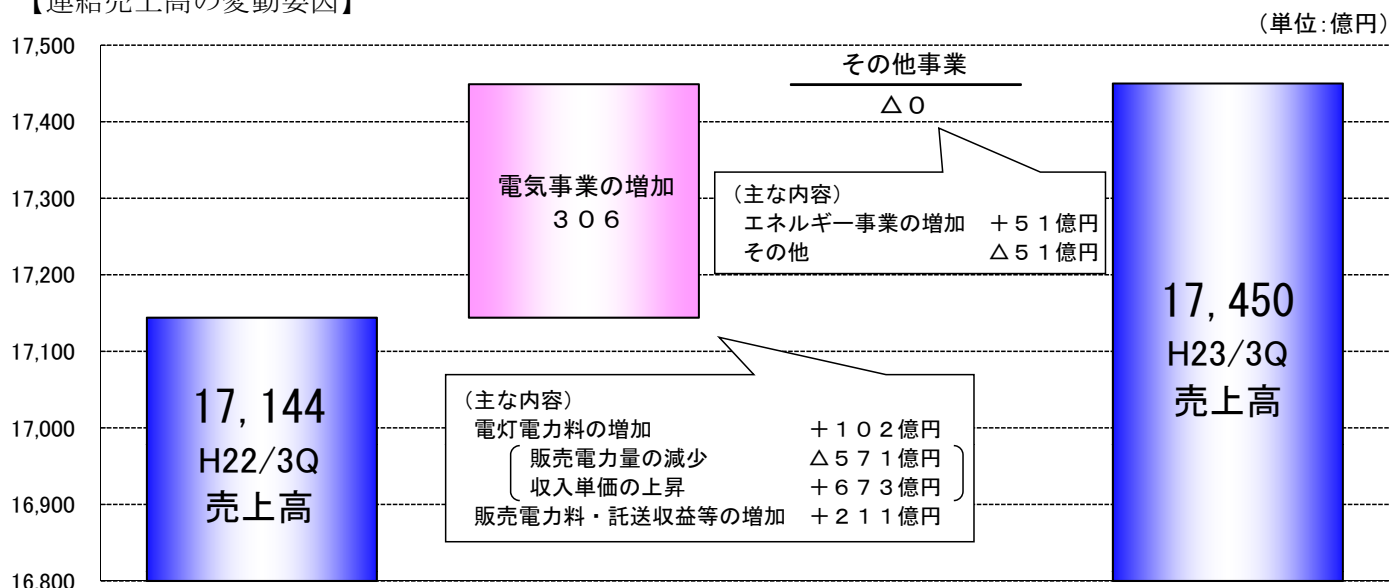 【連結売上高の変動要因】
（単位：億円）
17,500
17,400
17,300
17,200
17,100
17,000
16,900
16,800
17,144
H22/3Q
売上高
電気事業の増加
３０６
（主な内容）
電灯電力料の増加　＋１０２億円
販売電力量の減少　△５７１億円
収入単価の上昇　＋６７３億円
販売電力料・託送収益等の増加　＋２１１億円
その他事業
△０
（主な内容）
エネルギー事業の増加　＋５１億円
その他　△５１億円
17,450
H23/3Q
売上高